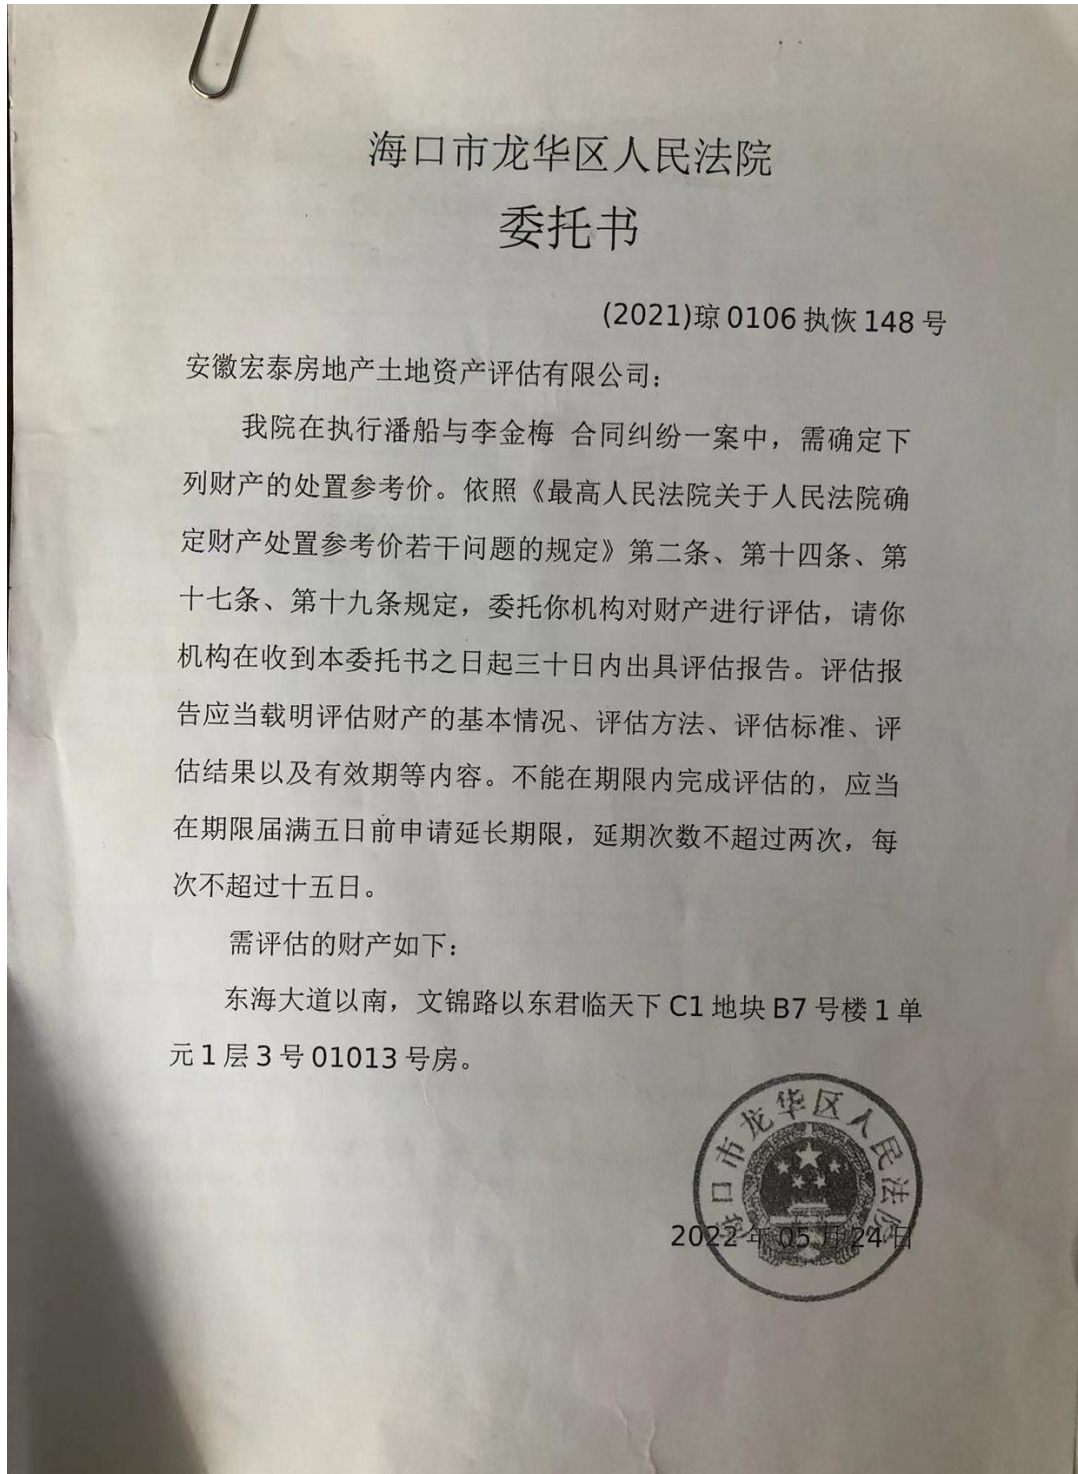 海口市龙华区人民法院
委托书
(2021)琼0106执恢148号
安徽宏泰房地产土地资产评估有限公司：
我院在执行潘船与李金梅 合同纠纷一案中，需确定下
列财产的处置参考价。依照《最高人民法院关于人民法院确
定财产处置参考价若干问题的规定》第二条、第十四条、第
十七条、第十九条规定，委托你机构对财产进行评估，请你
机构在收到本委托书之日起三十日内出具评估报告。评估报
告应当载明评估财产的基本情况、评估方法、评估标准、评
估结果以及有效期等内容。不能在期限内完成评估的，应当
在期限届满五日前申请延长期限，延期次数不超过两次，每
次不超过十五日。
需评估的财产如下：
东海大道以南，文锦路以东君临天下C1地块B7号楼1单
元1层3号01013号房。
海口市龙华区人民法院
2022年05月24日